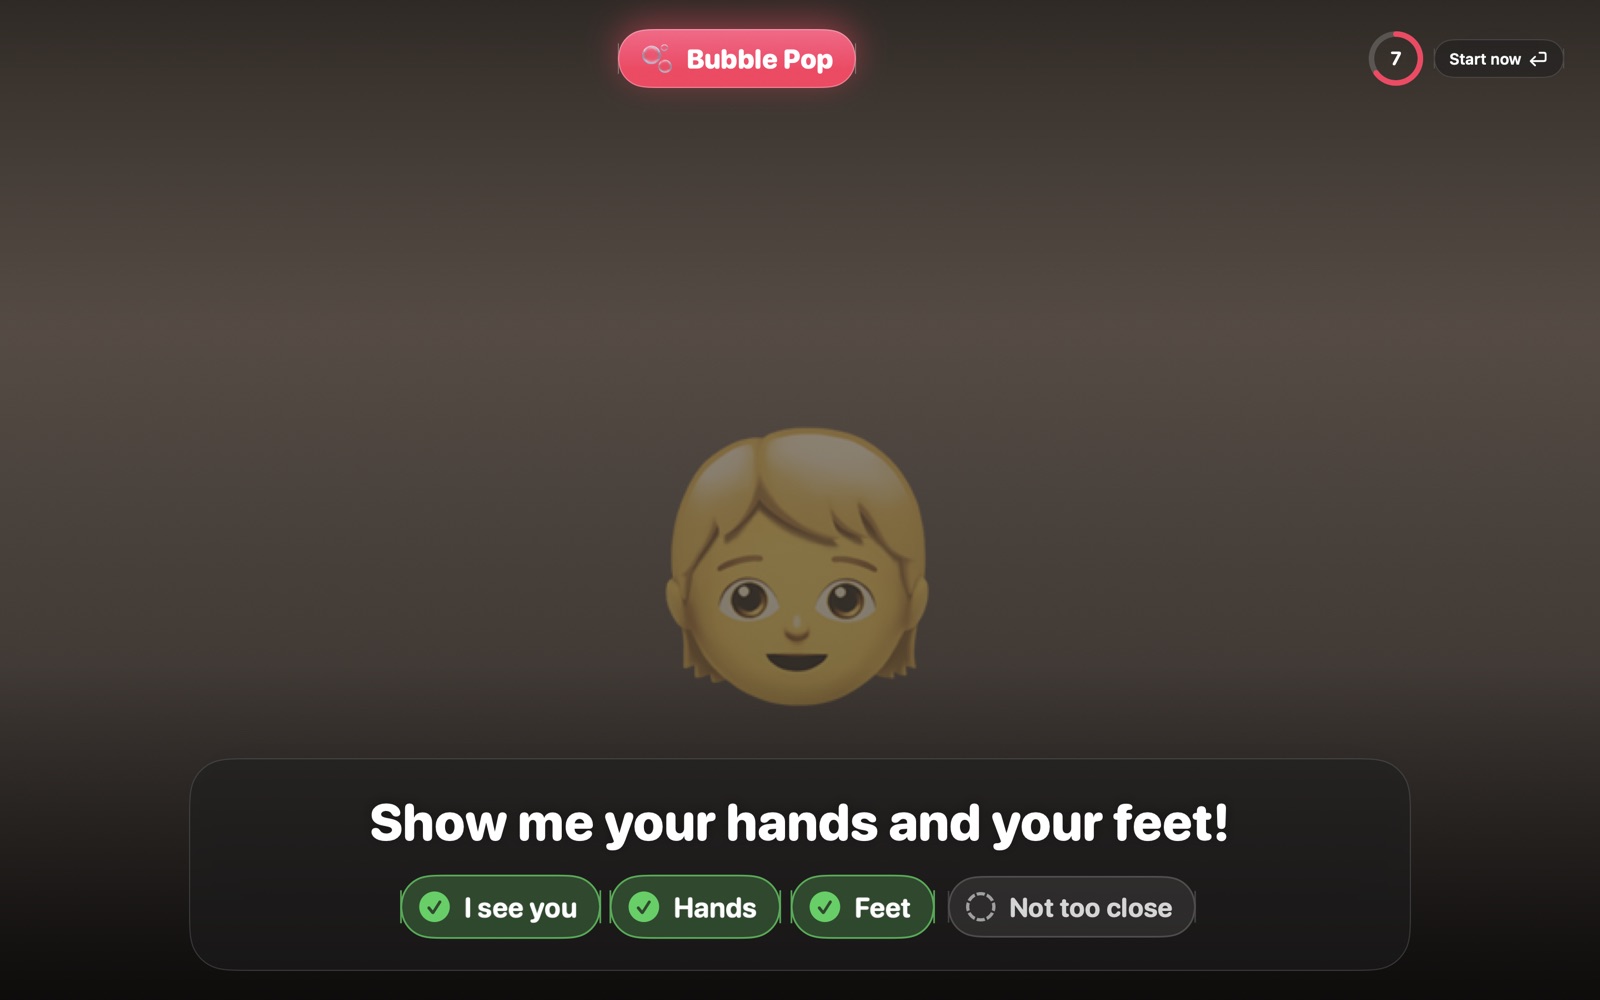 Bubble Pop
7
Start now
Show me your hands and your feet!
I see you
Hands
Feet
Not too close